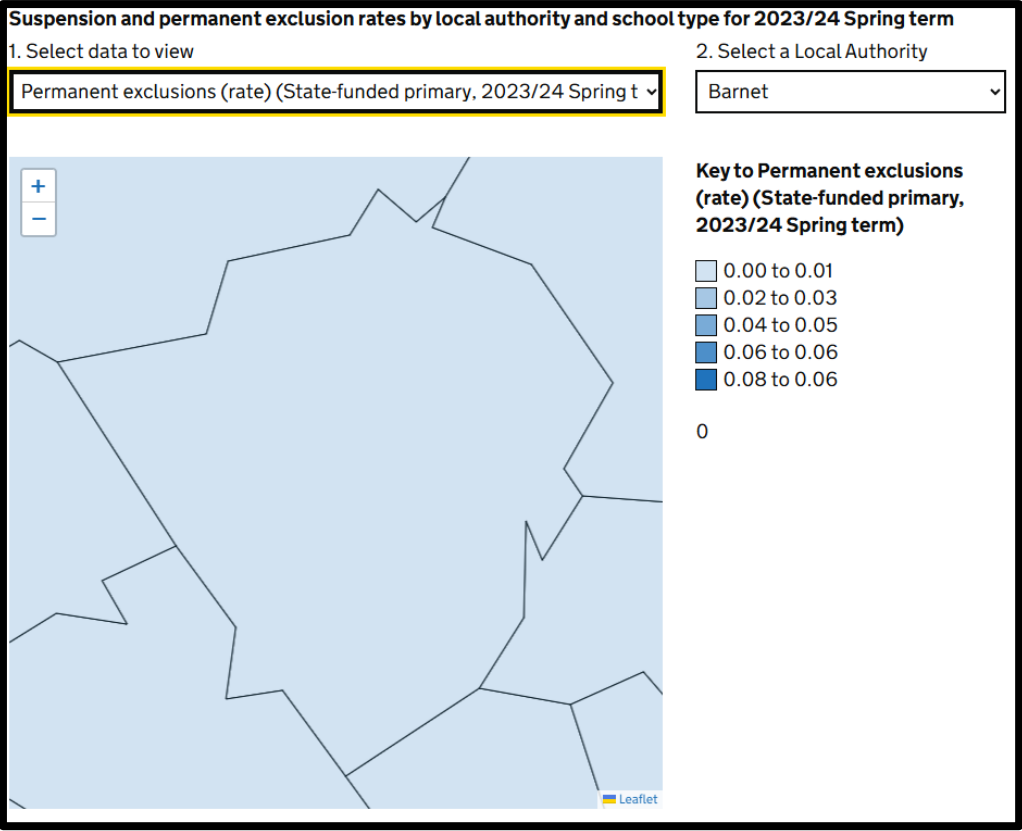 Suspension and permanent exclusion rates by local authority and school type for 2023/24 Spring term
1. Select data to view
2. Select a Local Authority
Permanent exclusions (rate) (State-funded primary, 2023/24 Spring t
Barnet
+
−
Key to Permanent exclusions
(rate) (State-funded primary,
2023/24 Spring term)
0.00 to 0.01
0.02 to 0.03
0.04 to 0.05
0.06 to 0.06
0.08 to 0.06
0
Leaflet